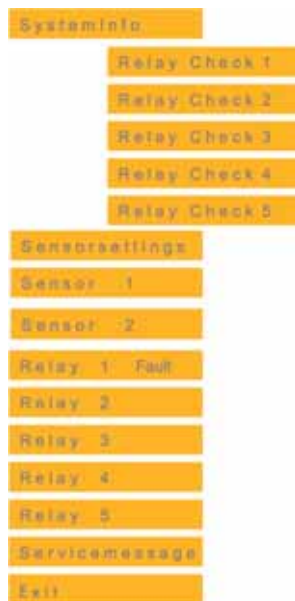 SystemInfo
Relay Check 1
Relay Check 2
Relay Check 3
Relay Check 4
Relay Check 5
Sensorsettings
Sensor 1
Sensor 2
Relay 1 Fault
Relay 2
Relay 3
Relay 4
Relay 5
Servicemessage
Exit